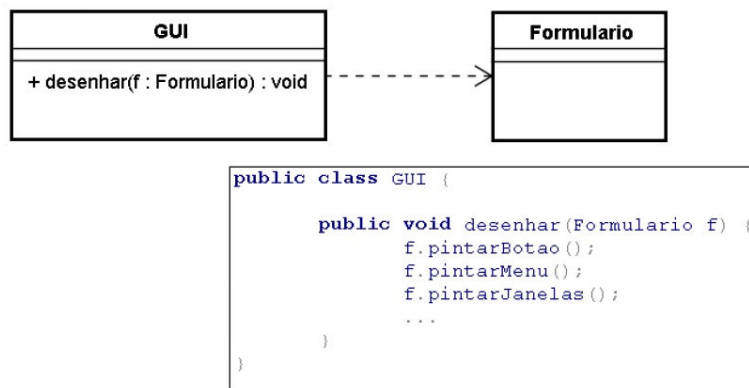 GUI
+ desenhar(f : Formulario) : void
Formulario
public class GUI {
public void desenhar(Formulario f) {
f.pintarBotao();
f.pintarMenu();
f.pintarJanelas();
...
}
}